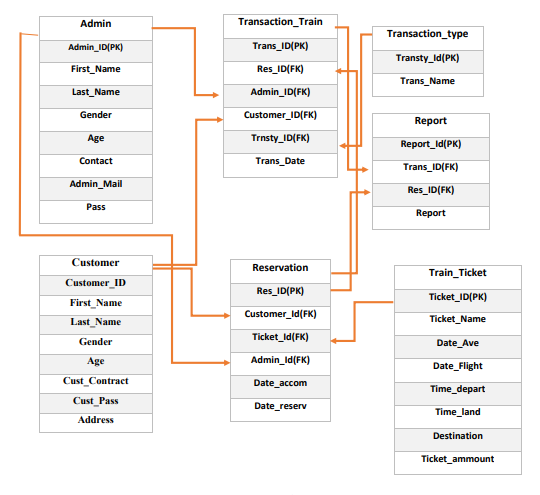 Admin
Admin_ID(PK)
First_Name
Last_Name
Gender
Age
Contact
Admin_Mail
Pass
Transaction_Train
Trans_ID(PK)
Res_ID(FK)
Admin_ID(FK)
Customer_ID(FK)
Trnsty_ID(FK)
Trans_Date
Transaction_type
Transty_Id(PK)
Trans_Name
Report
Report_Id(PK)
Trans_ID(FK)
Res_ID(FK)
Report
Customer
Customer_ID
First_Name
Last_Name
Gender
Age
Cust_Contract
Cust_Pass
Address
Reservation
Res_ID(PK)
Customer_Id(FK)
Ticket_Id(FK)
Admin_Id(FK)
Date_accom
Date_reserv
Train_Ticket
Ticket_ID(PK)
Ticket_Name
Date_Ave
Date_Flight
Time_depart
Time_land
Destination
Ticket_ammount